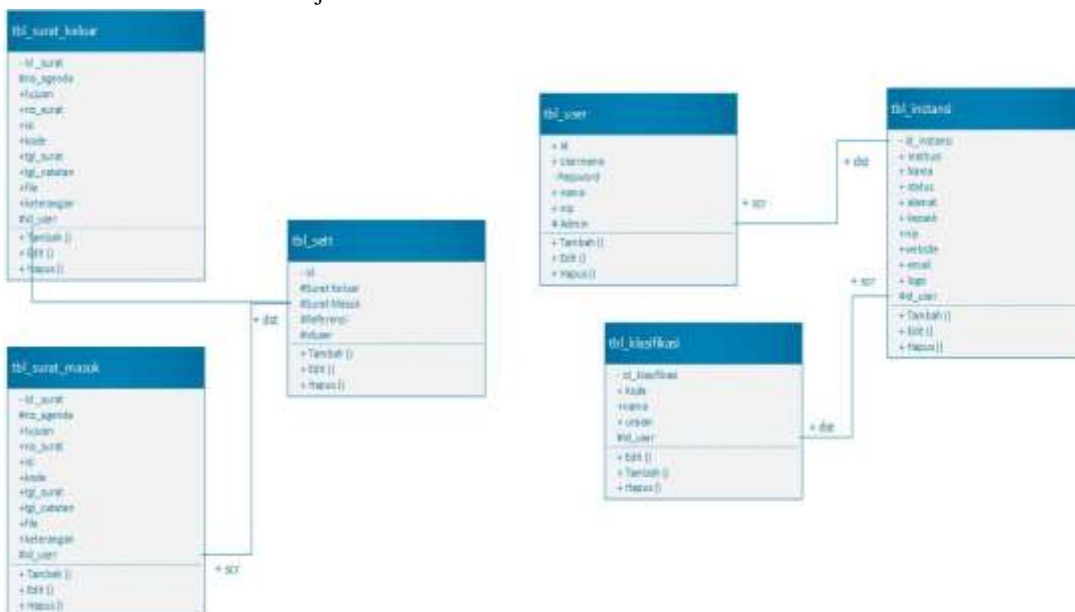 tbl_surat_keluar
- id_surat
#no_agenda
+tujuan
+no_surat
+isi
+kode
+tgl_surat
+tgl_catatan
+file
+keterangan
#id_user
+ Tambah ()
+ Edit ()
+ Hapus ()
tbl_surat_masuk
- id_surat
#no_agenda
+tujuan
+no_surat
+isi
+kode
+tgl_surat
+tgl_catatan
+file
+keterangan
#id_user
+ Tambah ()
+ Edit ()
+ Hapus ()
+ scr
+ dst
tbl_sett
- id
#Surat Keluar
#Surat Masuk
#Referensi
#iduser
+ Tambah ()
+ Edit ()
+ Hapus ()
tbl_user
+ id
+ Username
-Password
+ nama
+ nip
# Admin
+ Tambah ()
+ Edit ()
+ Hapus ()
+ scr
+ dst
tbl_instansi
- id_instansi
+ institusi
+ Nama
+ status
+ alamat
+ kepsek
+nip
+website
+ email
+ logo
#id_user
+ Tambah ()
+ Edit ()
+ Hapus ()
+ scr
tbl_klasifikasi
- id_klasifikasi
+ Kode
+nama
+ uraian
#id_user
+ Edit ()
+ Tambah ()
+ Hapus ()
+ dst